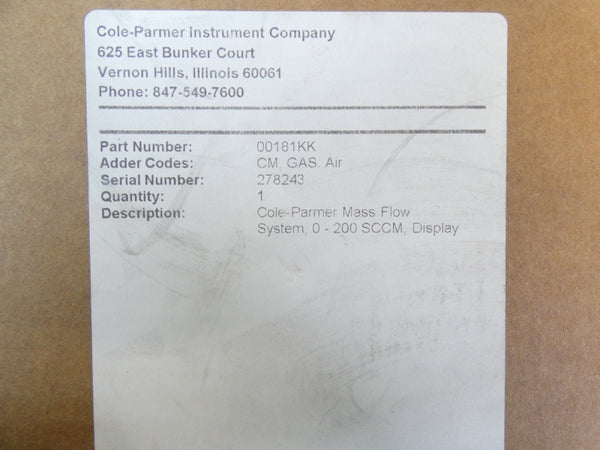 Cole-Parmer Instrument Company
625 East Bunker Court
Vernon Hills, Illinois 60061
Phone: 847-549-7600
Part Number: 00181KK
Adder Codes: CM, GAS, Air
Serial Number: 278243
Quantity: 1
Description: Cole-Parmer Mass Flow
System, 0 - 200 SCCM, Display